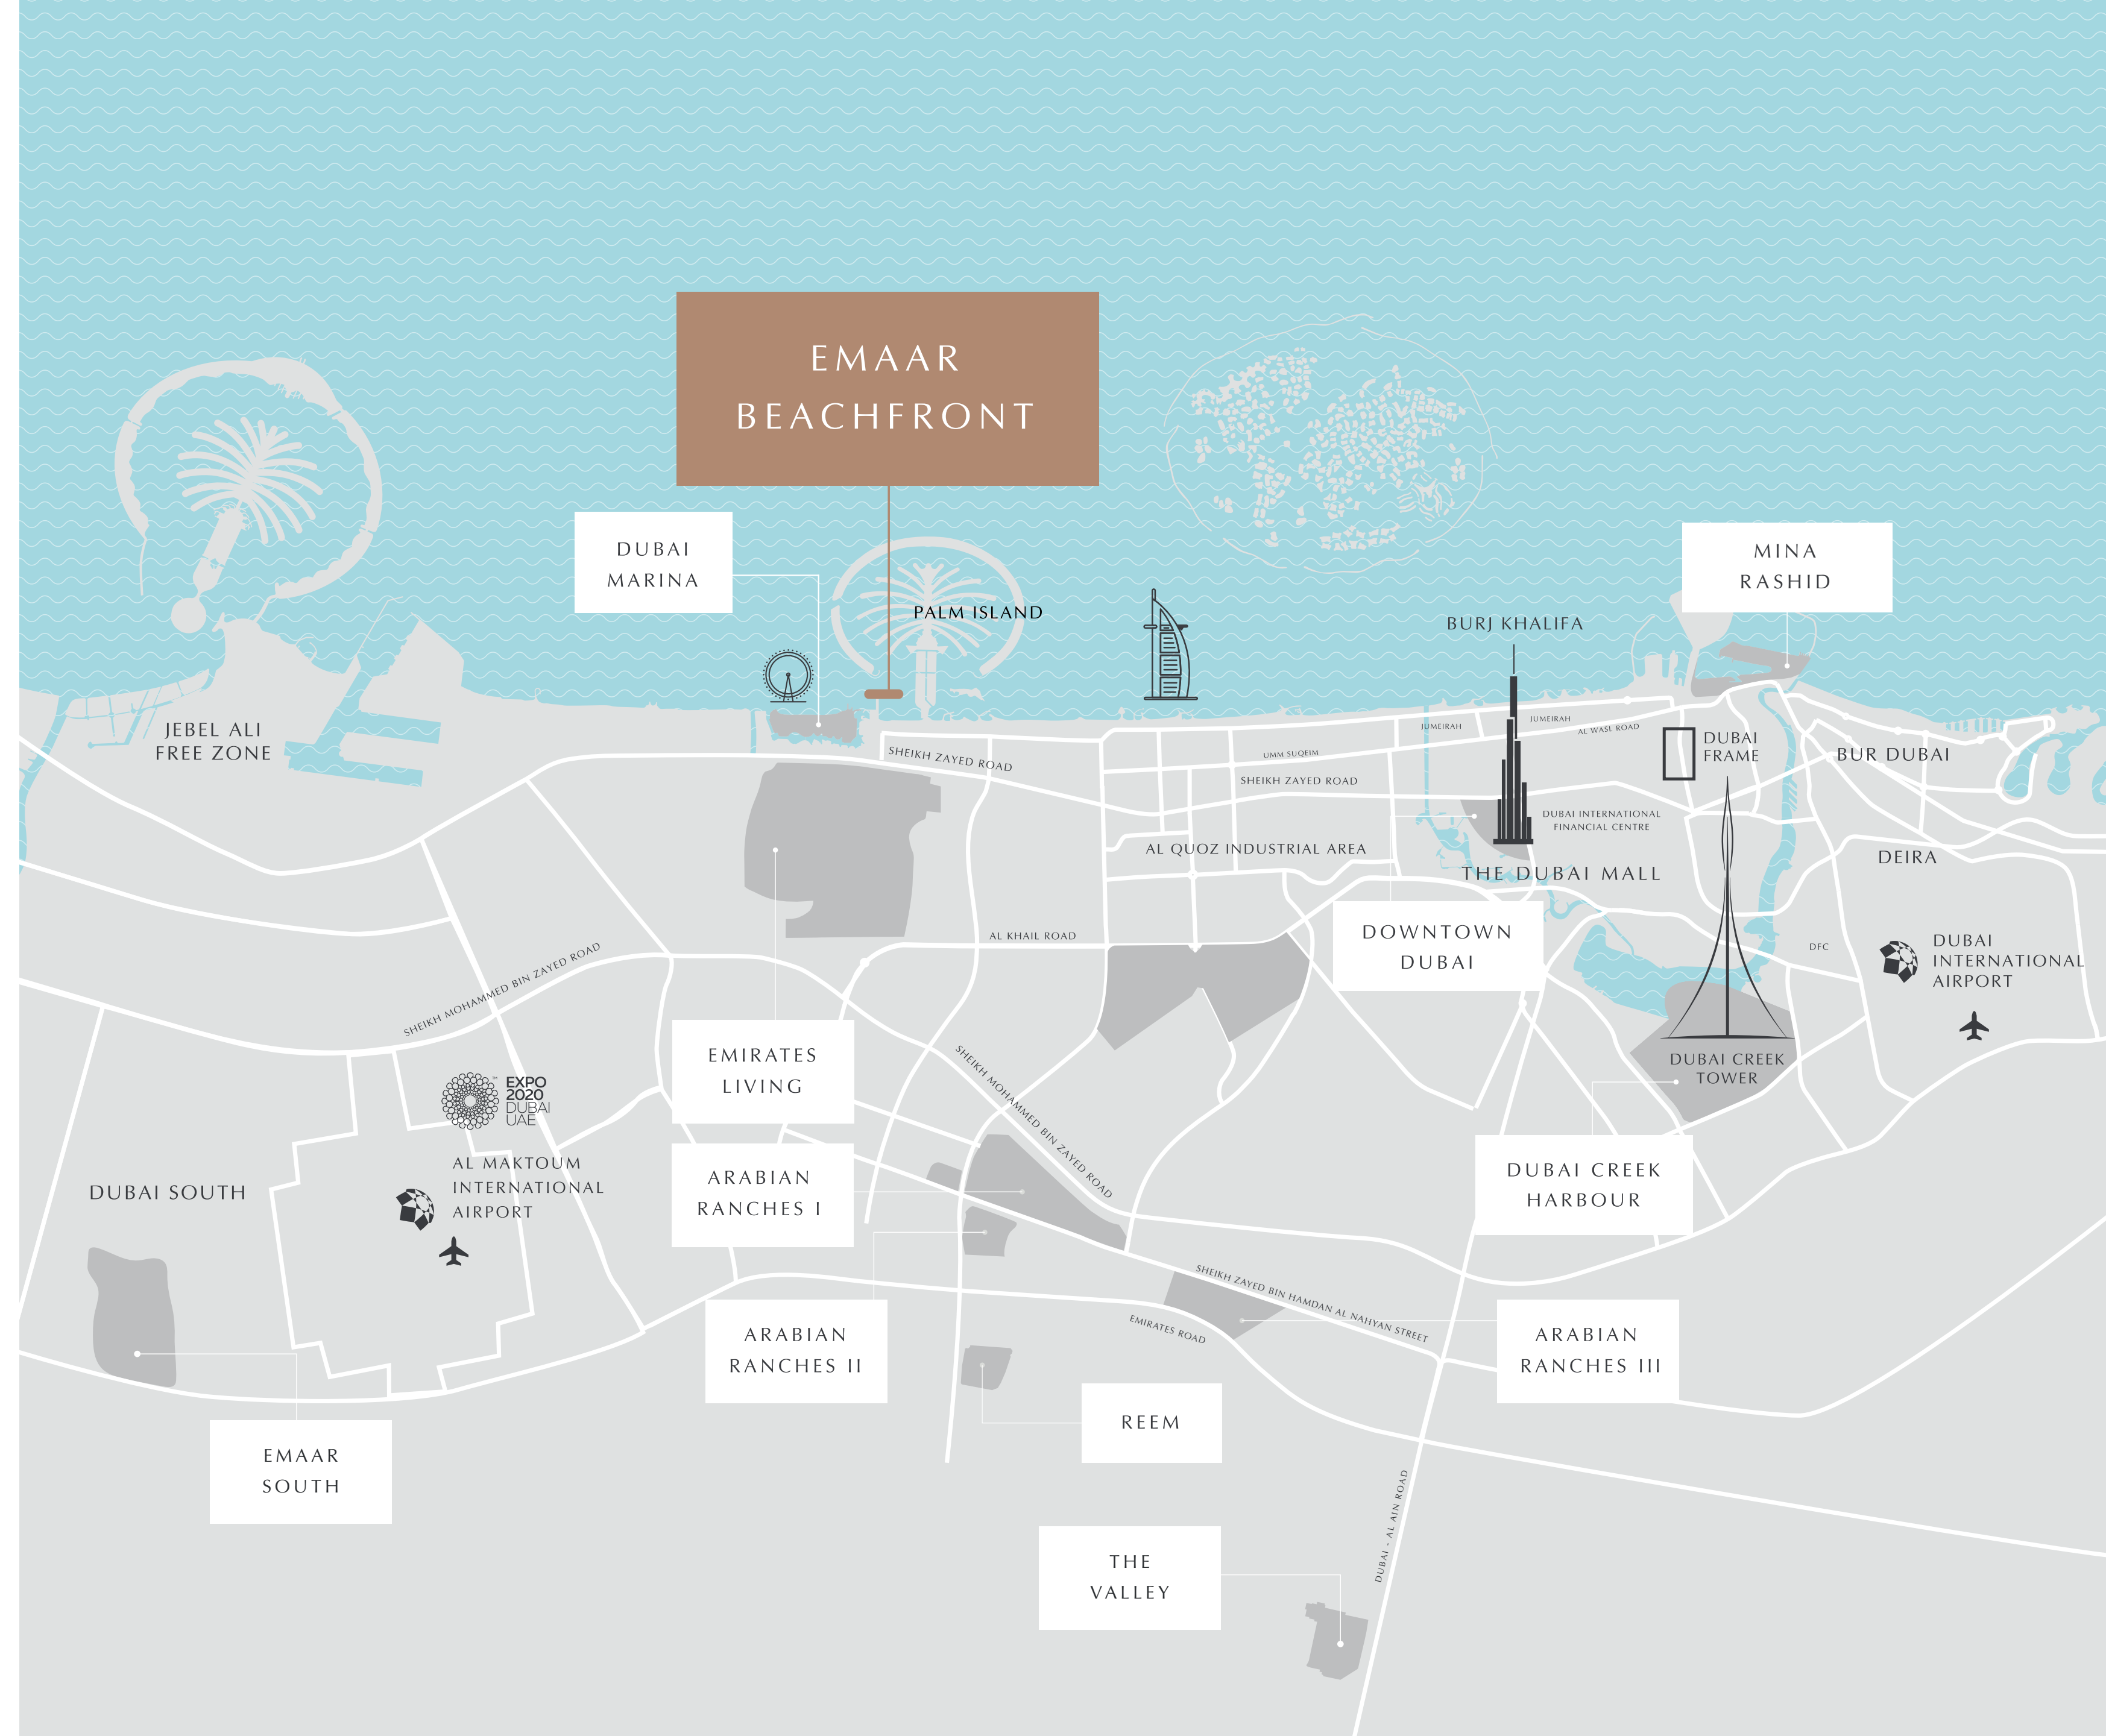 EMAAR
BEACHFRONT
DUBAI
MARINA
MINA
RASHID
PALM ISLAND
BURJ KHALIFA
JEBEL ALI
FREE ZONE
SHEIKH ZAYED ROAD
UMM SUQEIM
SHEIKH ZAYED ROAD
JUMEIRAH
JUMEIRAH
AL WASL ROAD
DUBAI
FRAME
BUR DUBAI
DUBAI INTERNATIONAL
FINANCIAL CENTRE
AL QUOZ INDUSTRIAL AREA
THE DUBAI MALL
DEIRA
DOWNTOWN
DUBAI
AL KHAIL ROAD
DFC
DUBAI
INTERNATIONAL
AIRPORT
SHEIKH MOHAMMED BIN ZAYED ROAD
EMIRATES
LIVING
SHEIKH MOHAMMED BIN ZAYED ROAD
DUBAI CREEK
TOWER
EXPO
2020
DUBAI
UAE
™
AL MAKTOUM
INTERNATIONAL
AIRPORT
DUBAI SOUTH
ARABIAN
RANCHES I
DUBAI CREEK
HARBOUR
SHEIKH ZAYED BIN HAMDAN AL NAHYAN STREET
EMIRATES ROAD
ARABIAN
RANCHES II
ARABIAN
RANCHES III
REEM
EMAAR
SOUTH
DUBAI - AL AIN ROAD
THE
VALLEY